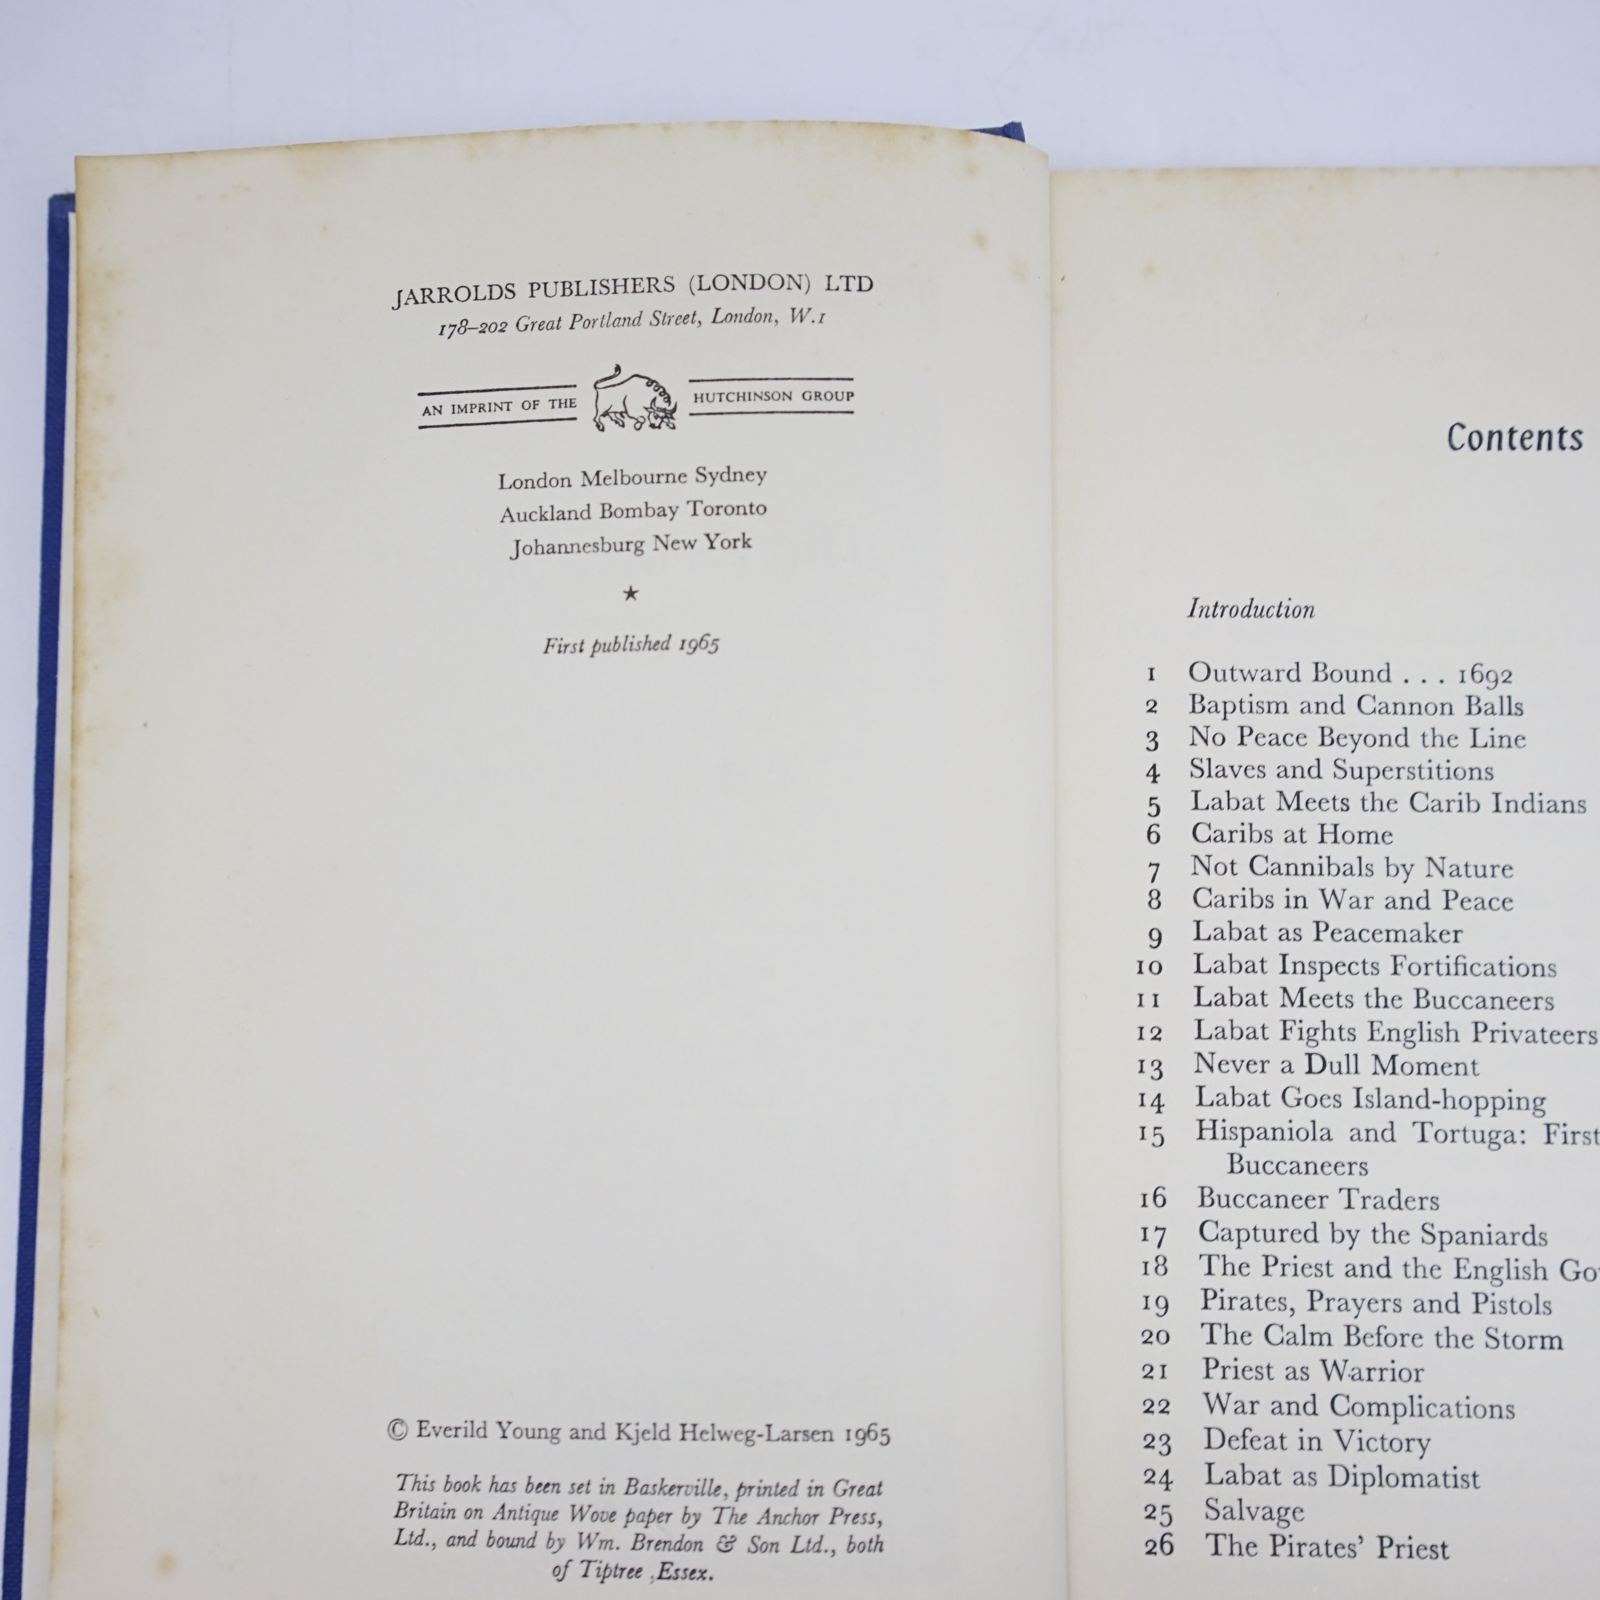 JARROLDS PUBLISHERS (LONDON) LTD
178–202 Great Portland Street, London, W.1
AN IMPRINT OF THE HUTCHINSON GROUP
London Melbourne Sydney
Auckland Bombay Toronto
Johannesburg New York
★
First published 1965
© Everild Young and Kjeld Helweg-Larsen 1965
This book has been set in Baskerville, printed in Great
Britain on Antique Wove paper by The Anchor Press,
Ltd., and bound by Wm. Brendon & Son Ltd., both
of Tiptree ,Essex.
Contents
Introduction
1 Outward Bound . . . 1692
2 Baptism and Cannon Balls
3 No Peace Beyond the Line
4 Slaves and Superstitions
5 Labat Meets the Carib Indians
6 Caribs at Home
7 Not Cannibals by Nature
8 Caribs in War and Peace
9 Labat as Peacemaker
10 Labat Inspects Fortifications
11 Labat Meets the Buccaneers
12 Labat Fights English Privateers
13 Never a Dull Moment
14 Labat Goes Island-hopping
15 Hispaniola and Tortuga: First
Buccaneers
16 Buccaneer Traders
17 Captured by the Spaniards
18 The Priest and the English
19 Pirates, Prayers and Pistols
20 The Calm Before the Storm
21 Priest as Warrior
22 War and Complications
23 Defeat in Victory
24 Labat as Diplomatist
25 Salvage
26 The Pirates' Priest